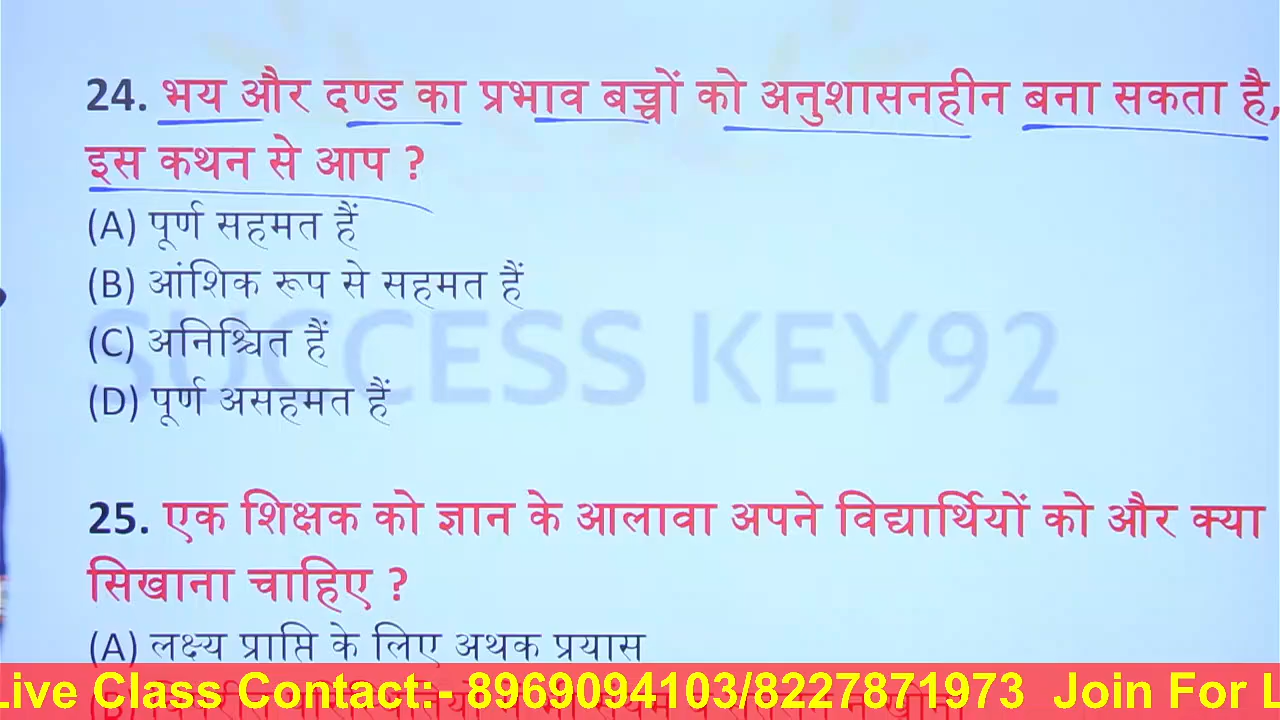 24. भय और दण्ड का प्रभाव बच्चों को अनुशासनहीन बना सकता है,
इस कथन से आप ?
(A) पूर्ण सहमत हैं
(B) आंशिक रूप से सहमत हैं
SUCCESS KEY92
(C) अनिश्चित हैं
(D) पूर्ण असहमत हैं
25. एक शिक्षक को ज्ञान के आलावा अपने विद्यार्थियों को और क्या
सिखाना चाहिए ?
(A) लक्ष्य प्राप्ति के लिए अथक प्रयास
Live Class Contact:- 8969094103/8227871973 Join For L